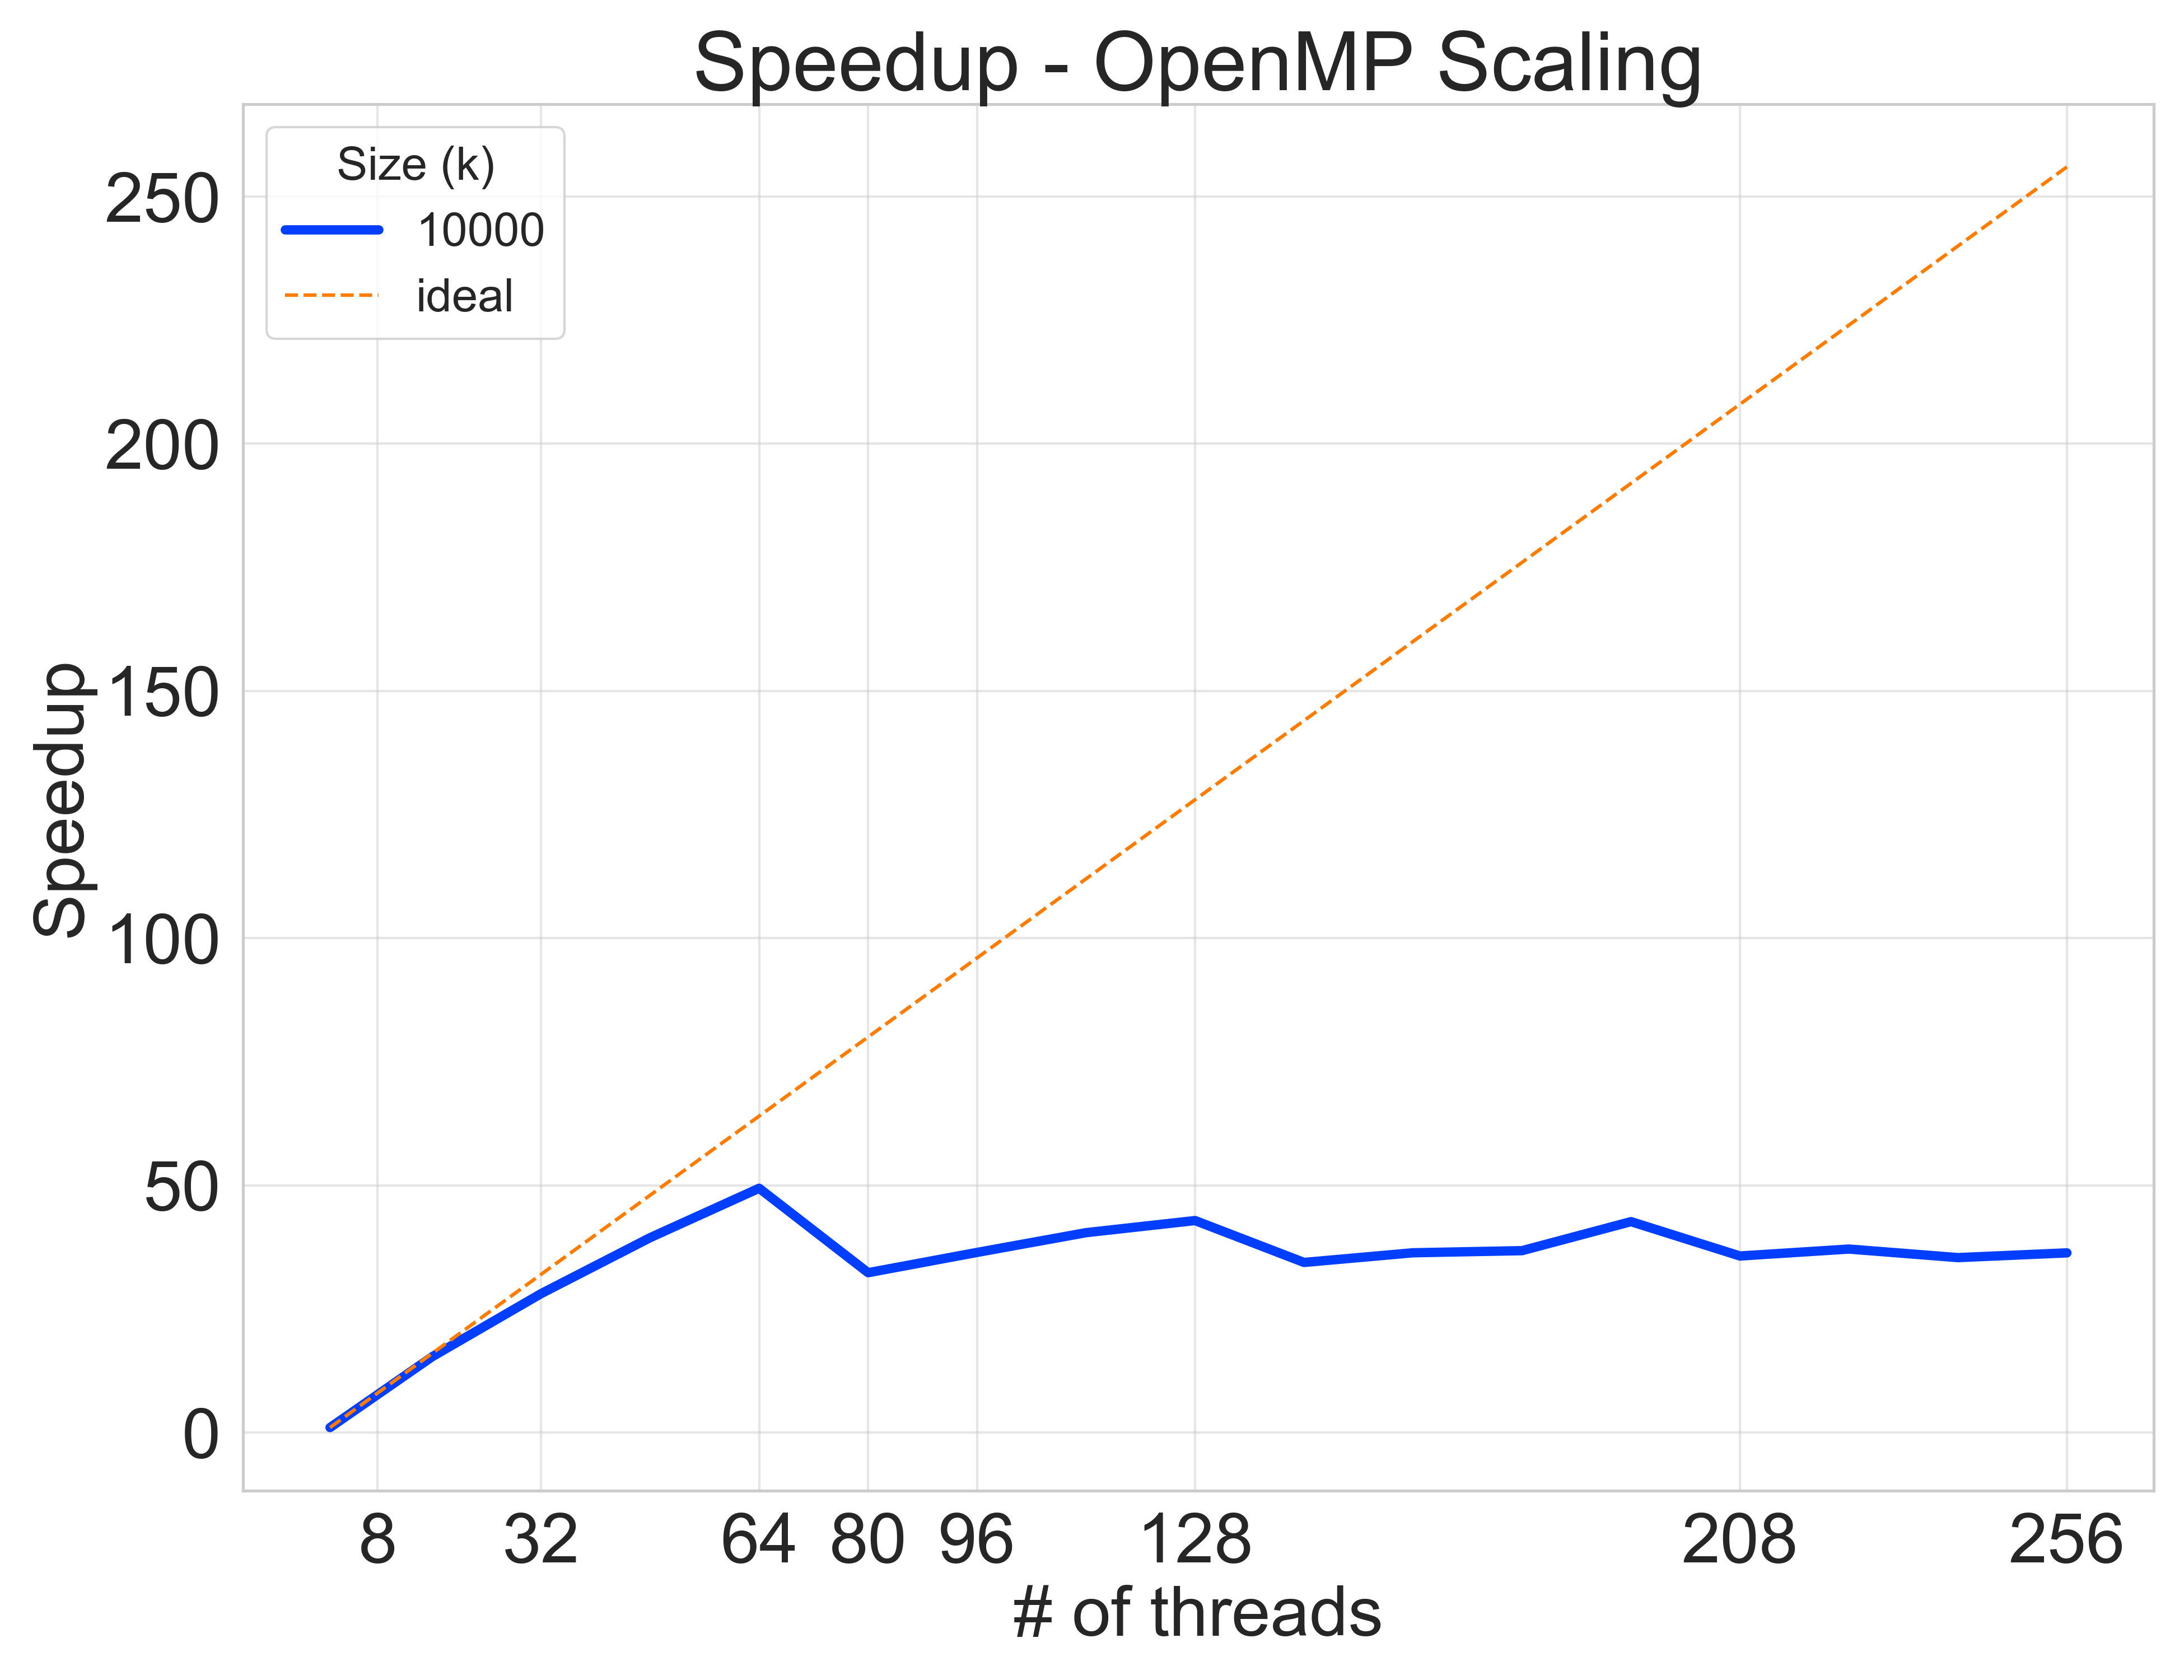 Speedup - OpenMP Scaling
Size (k)
10000
ideal
250
200
150
100
50
0
Speedup
8 32 64 80 96 128 208 256
# of threads